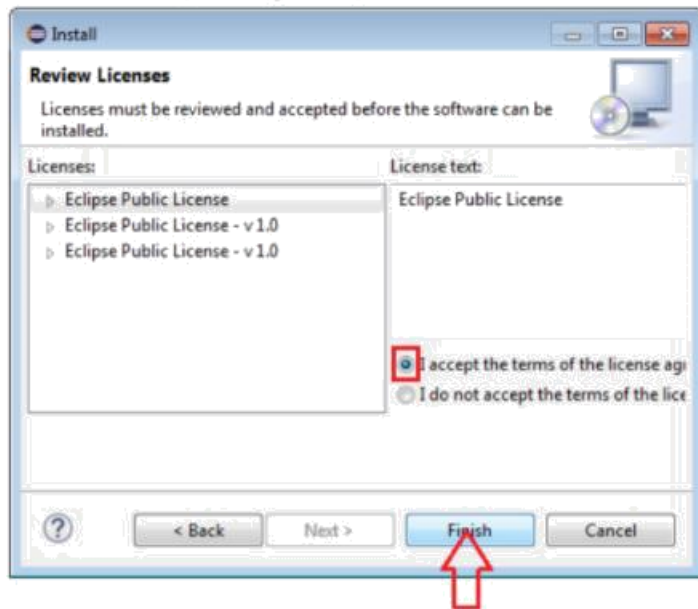 Install
Review Licenses
Licenses must be reviewed and accepted before the software can be
installed.
Licenses:
Eclipse Public License
Eclipse Public License - v 1.0
Eclipse Public License - v 1.0
License text:
Eclipse Public License
I accept the terms of the license agr
I do not accept the terms of the lice
?
< Back
Next >
Finish
Cancel